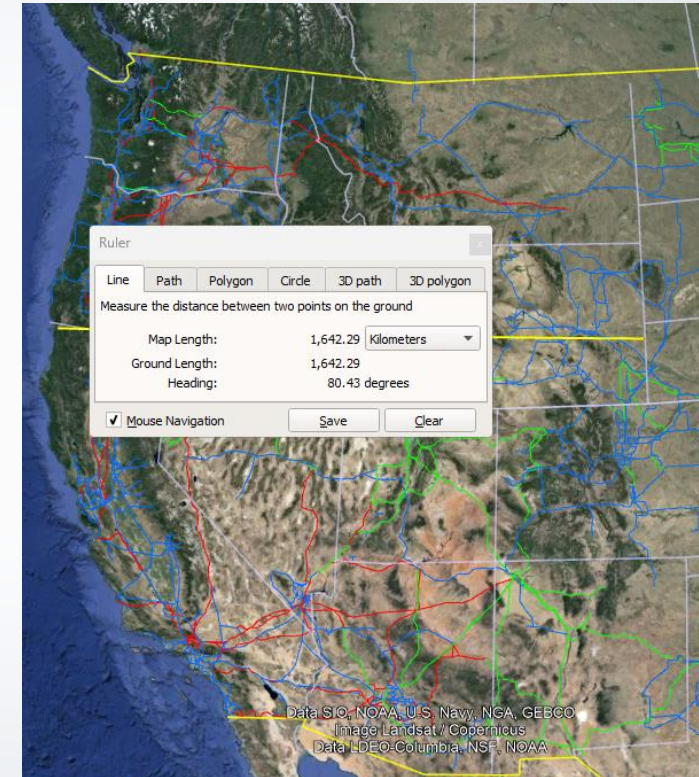 Ruler
x
Line Path Polygon Circle 3D path 3D polygon
Measure the distance between two points on the ground
Map Length: 1,642.29 Kilometers
Ground Length: 1,642.29
Heading: 80.43 degrees
Mouse Navigation Save Clear
Data SIO, NOAA, U.S. Navy, NGA, GEBCO
Image Landsat / Copernicus
Data LDEO-Columbia, NSF, NOAA